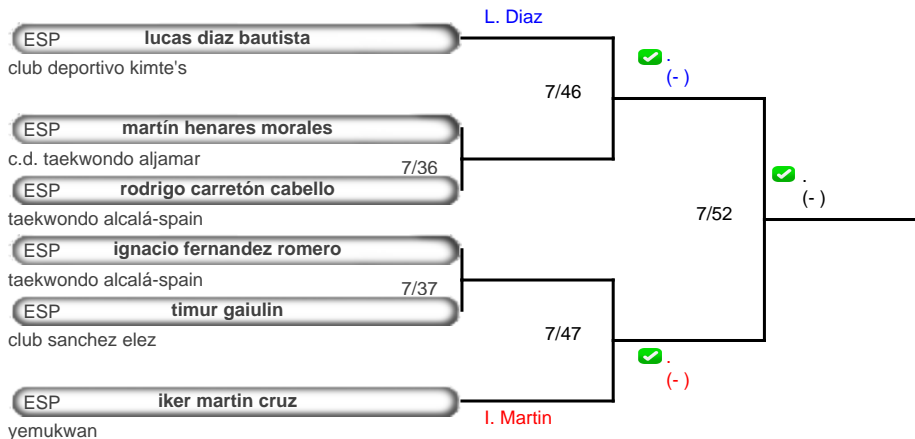 L. Diaz
ESP lucas diaz bautista
club deportivo kimte's
.
(- )
7/46
ESP martín henares morales
c.d. taekwondo aljamar
7/36
ESP rodrigo carretón cabello
taekwondo alcalá-spain
.
(- )
7/52
ESP ignacio fernandez romero
taekwondo alcalá-spain
7/37
ESP timur gaiulin
club sanchez elez
7/47
.
(- )
ESP iker martin cruz
I. Martin
yemukwan